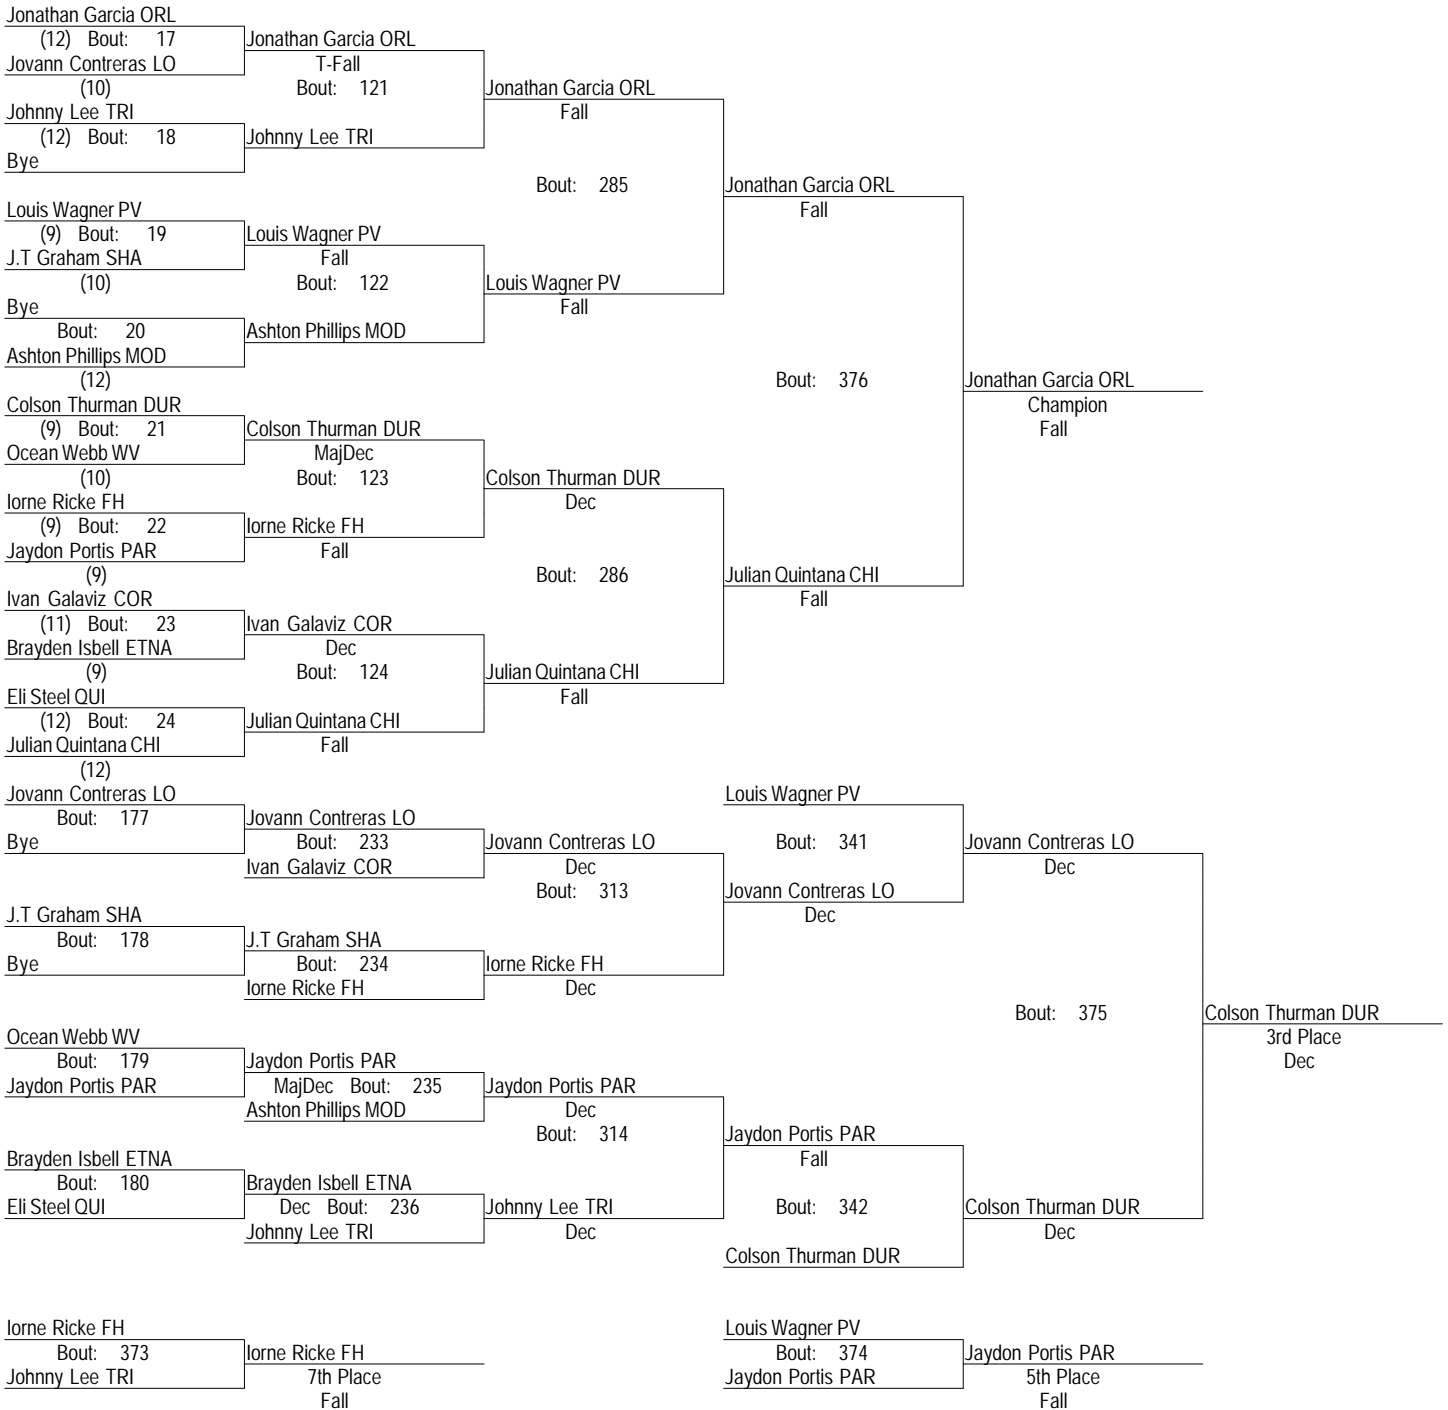 Jonathan Garcia ORL
(12) Bout: 17 Jonathan Garcia ORL
Jovann Contreras LO T-Fall
(10) Bout: 121 Jonathan Garcia ORL
Johnny Lee TRI Fall
(12) Bout: 18 Johnny Lee TRI
Bye
Bout: 285 Jonathan Garcia ORL
Louis Wagner PV Fall
(9) Bout: 19 Louis Wagner PV
J.T Graham SHA Fall
(10) Bout: 122 Louis Wagner PV
Bye Fall
Bout: 20 Ashton Phillips MOD
Ashton Phillips MOD
(12) Bout: 376 Jonathan Garcia ORL
Colson Thurman DUR Champion
(9) Bout: 21 Colson Thurman DUR Fall
Ocean Webb WV MajDec
(10) Bout: 123 Colson Thurman DUR
Iorne Ricke FH Dec
(9) Bout: 22 Iorne Ricke FH
Jaydon Portis PAR Fall
(9) Bout: 286 Julian Quintana CHI
Ivan Galaviz COR Fall
(11) Bout: 23 Ivan Galaviz COR
Brayden Isbell ETNA Dec
(9) Bout: 124 Julian Quintana CHI
Eli Steel QUI Fall
(12) Bout: 24 Julian Quintana CHI
Julian Quintana CHI Fall
(12)
Jovann Contreras LO Louis Wagner PV
Bout: 177 Jovann Contreras LO
Bye Bout: 233 Jovann Contreras LO Bout: 341 Jovann Contreras LO
Ivan Galaviz COR Dec Dec
Bout: 313 Jovann Contreras LO
J.T Graham SHA Dec
Bout: 178 J.T Graham SHA
Bye Bout: 234 Iorne Ricke FH
Iorne Ricke FH Dec
Bout: 375 Colson Thurman DUR
Ocean Webb WV 3rd Place
Bout: 179 Jaydon Portis PAR Dec
Jaydon Portis PAR MajDec Bout: 235 Jaydon Portis PAR
Ashton Phillips MOD Dec
Bout: 314 Jaydon Portis PAR
Brayden Isbell ETNA Fall
Bout: 180 Brayden Isbell ETNA
Eli Steel QUI Dec Bout: 236 Johnny Lee TRI Bout: 342 Colson Thurman DUR
Johnny Lee TRI Dec Dec
Colson Thurman DUR
Iorne Ricke FH Louis Wagner PV
Bout: 373 Iorne Ricke FH Bout: 374 Jaydon Portis PAR
Johnny Lee TRI 7th Place Jaydon Portis PAR 5th Place
Fall Fall